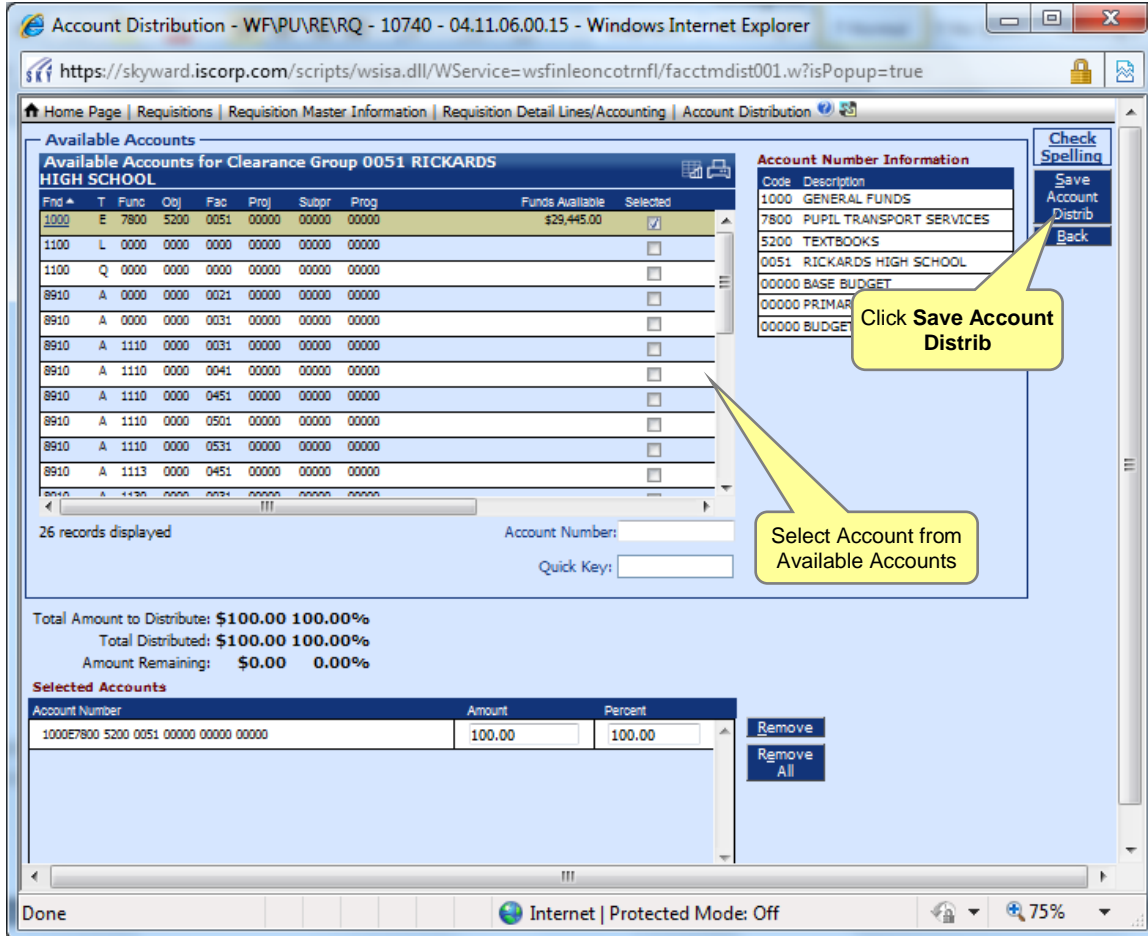 Account Distribution - WF\PU\RE\RQ - 10740 - 04.11.06.00.15 - Windows Internet Explorer
https://skyward.iscorp.com/scripts/wsisa.dll/WService=wsfinleoncotrnfl/facctmdist001.w?isPopup=true
Home Page | Requisitions | Requisition Master Information | Requisition Detail Lines/Accounting | Account Distribution
Available Accounts
Available Accounts for Clearance Group 0051 RICKARDS HIGH SCHOOL
Fnd T Func Obj Fac Proj Subpr Prog Funds Available Selected
1000 E 7800 5200 0051 00000 00000 00000 $29,445.00
1100 L 0000 0000 0000 00000 00000 00000
1100 Q 0000 0000 0000 00000 00000 00000
8910 A 0000 0000 0021 00000 00000 00000
8910 A 0000 0000 0031 00000 00000 00000
8910 A 1110 0000 0031 00000 00000 00000
8910 A 1110 0000 0041 00000 00000 00000
8910 A 1110 0000 0451 00000 00000 00000
8910 A 1110 0000 0501 00000 00000 00000
8910 A 1110 0000 0531 00000 00000 00000
8910 A 1113 0000 0451 00000 00000 00000
26 records displayed
Account Number:
Quick Key:
Account Number Information
Code Description
1000 GENERAL FUNDS
7800 PUPIL TRANSPORT SERVICES
5200 TEXTBOOKS
0051 RICKARDS HIGH SCHOOL
00000 BASE BUDGET
00000 PRIMAR
00000 BUDGET
Check Spelling
Save Account Distrib
Back
Click Save Account
Distrib
Select Account from
Available Accounts
Total Amount to Distribute: $100.00 100.00%
Total Distributed: $100.00 100.00%
Amount Remaining: $0.00 0.00%
Selected Accounts
Account Number Amount Percent
1000E7800 5200 0051 00000 00000 00000 100.00 100.00
Remove
Remove All
Done
Internet | Protected Mode: Off
75%